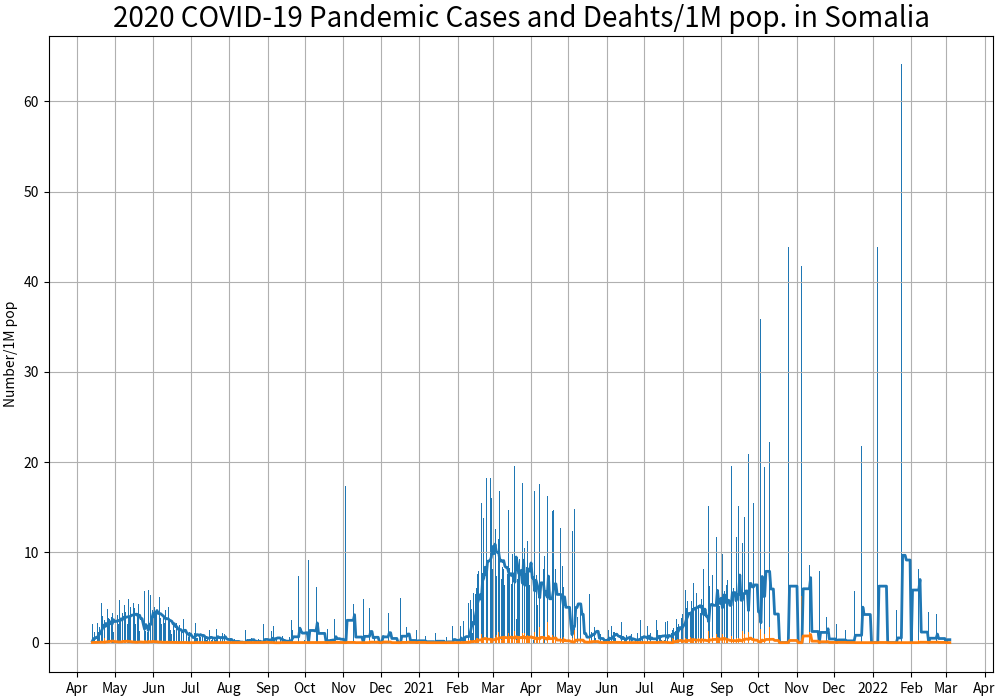 2020 COVID-19 Pandemic Cases and Deahts/1M pop. in Somalia
Number/1M pop
60
50
40
30
20
10
0
Apr May Jun Jul Aug Sep Oct Nov Dec 2021 Feb Mar Apr May Jun Jul Aug Sep Oct Nov Dec 2022 Feb Mar Apr